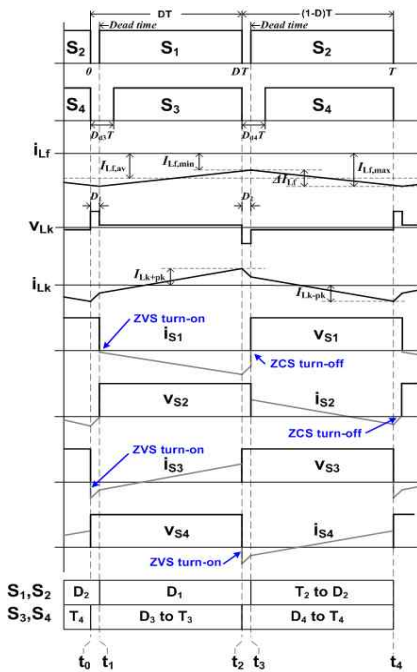 DT (1-D)T
Dead time Dead time
S2 S1 S2
0 DT T
S4 S3 S4
Dd3T Dd4T
iLf
ILf,av ILf,min ΔILf ILf,max
vLk
iLk
ILk+pk ILk-pk
ZVS turn-on
iS1 vS1
ZCS turn-off
vS2 iS2
ZVS turn-on ZCS turn-off
iS3 vS3
vS4 iS4
ZVS turn-on
S1,S2 D2 D1 T2 to D2
S3,S4 T4 D3 to T3 D4 to T4
t0 t1 t2 t3 t4